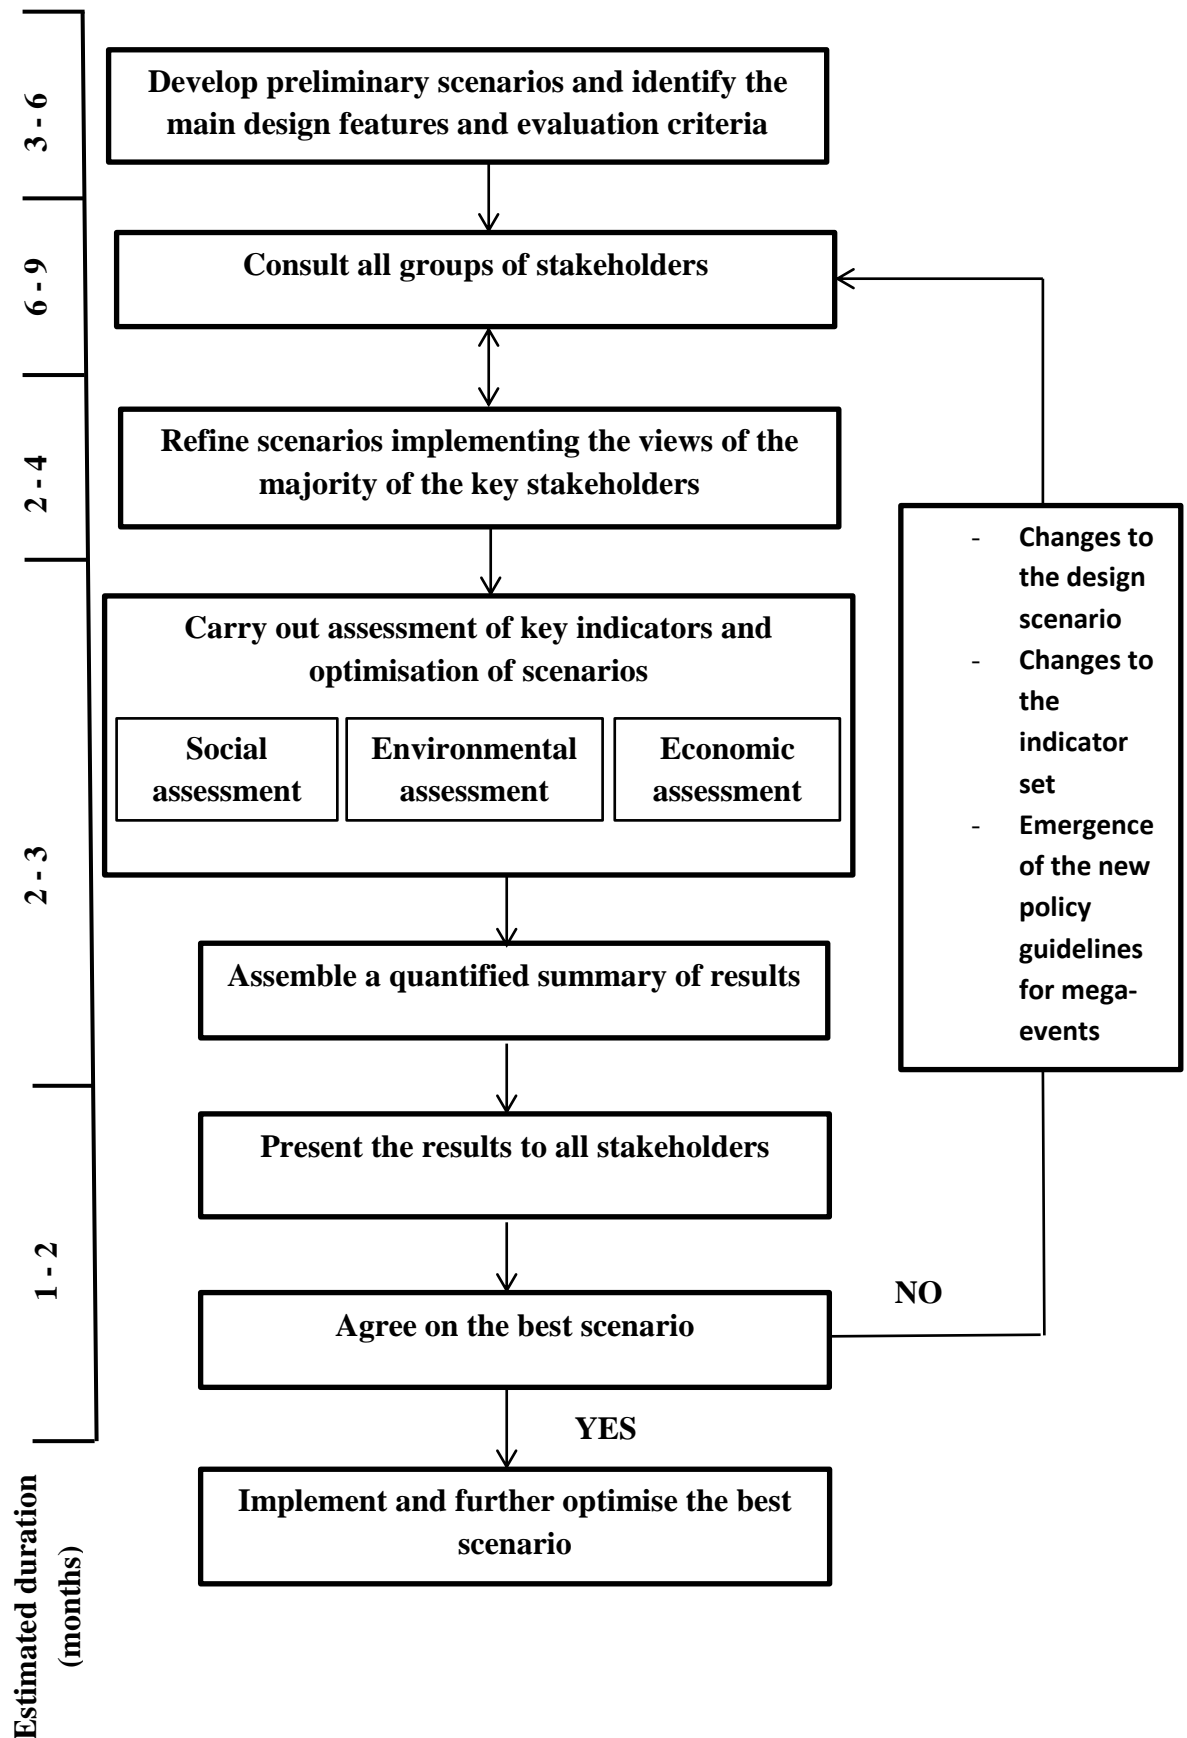 3 - 6
Develop preliminary scenarios and identify the
main design features and evaluation criteria
6 - 9
Consult all groups of stakeholders
2 - 4
Refine scenarios implementing the views of the
majority of the key stakeholders
- Changes to
the design
scenario
- Changes to
the
indicator
set
- Emergence
of the new
policy
guidelines
for mega-
events
2 - 3
Carry out assessment of key indicators and
optimisation of scenarios
Social
assessment
Environmental
assessment
Economic
assessment
Assemble a quantified summary of results
1 - 2
Present the results to all stakeholders
Agree on the best scenario
NO
YES
Implement and further optimise the best
scenario
Estimated duration
(months)